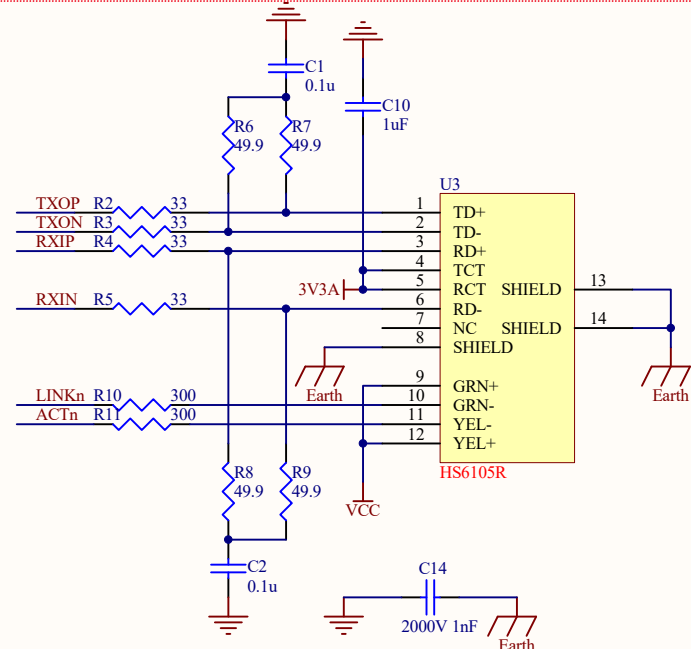 C1
0.1u
C10
1uF
R6
49.9
R7
49.9
U3
TXOP R2 33
TXON R3 33
RXIP R4 33
RXIN R5 33
3V3A
1 TD+
2 TD-
3 RD+
4 TCT
5 RCT SHIELD 13
6 RD-
7 NC SHIELD 14
8 SHIELD
Earth
Earth
9 GRN+
10 GRN-
11 YEL-
12 YEL+
LINKn R10 300
ACTn R11 300
HS6105R
R8
49.9
R9
49.9
VCC
C2
0.1u
C14
2000V 1nF
Earth